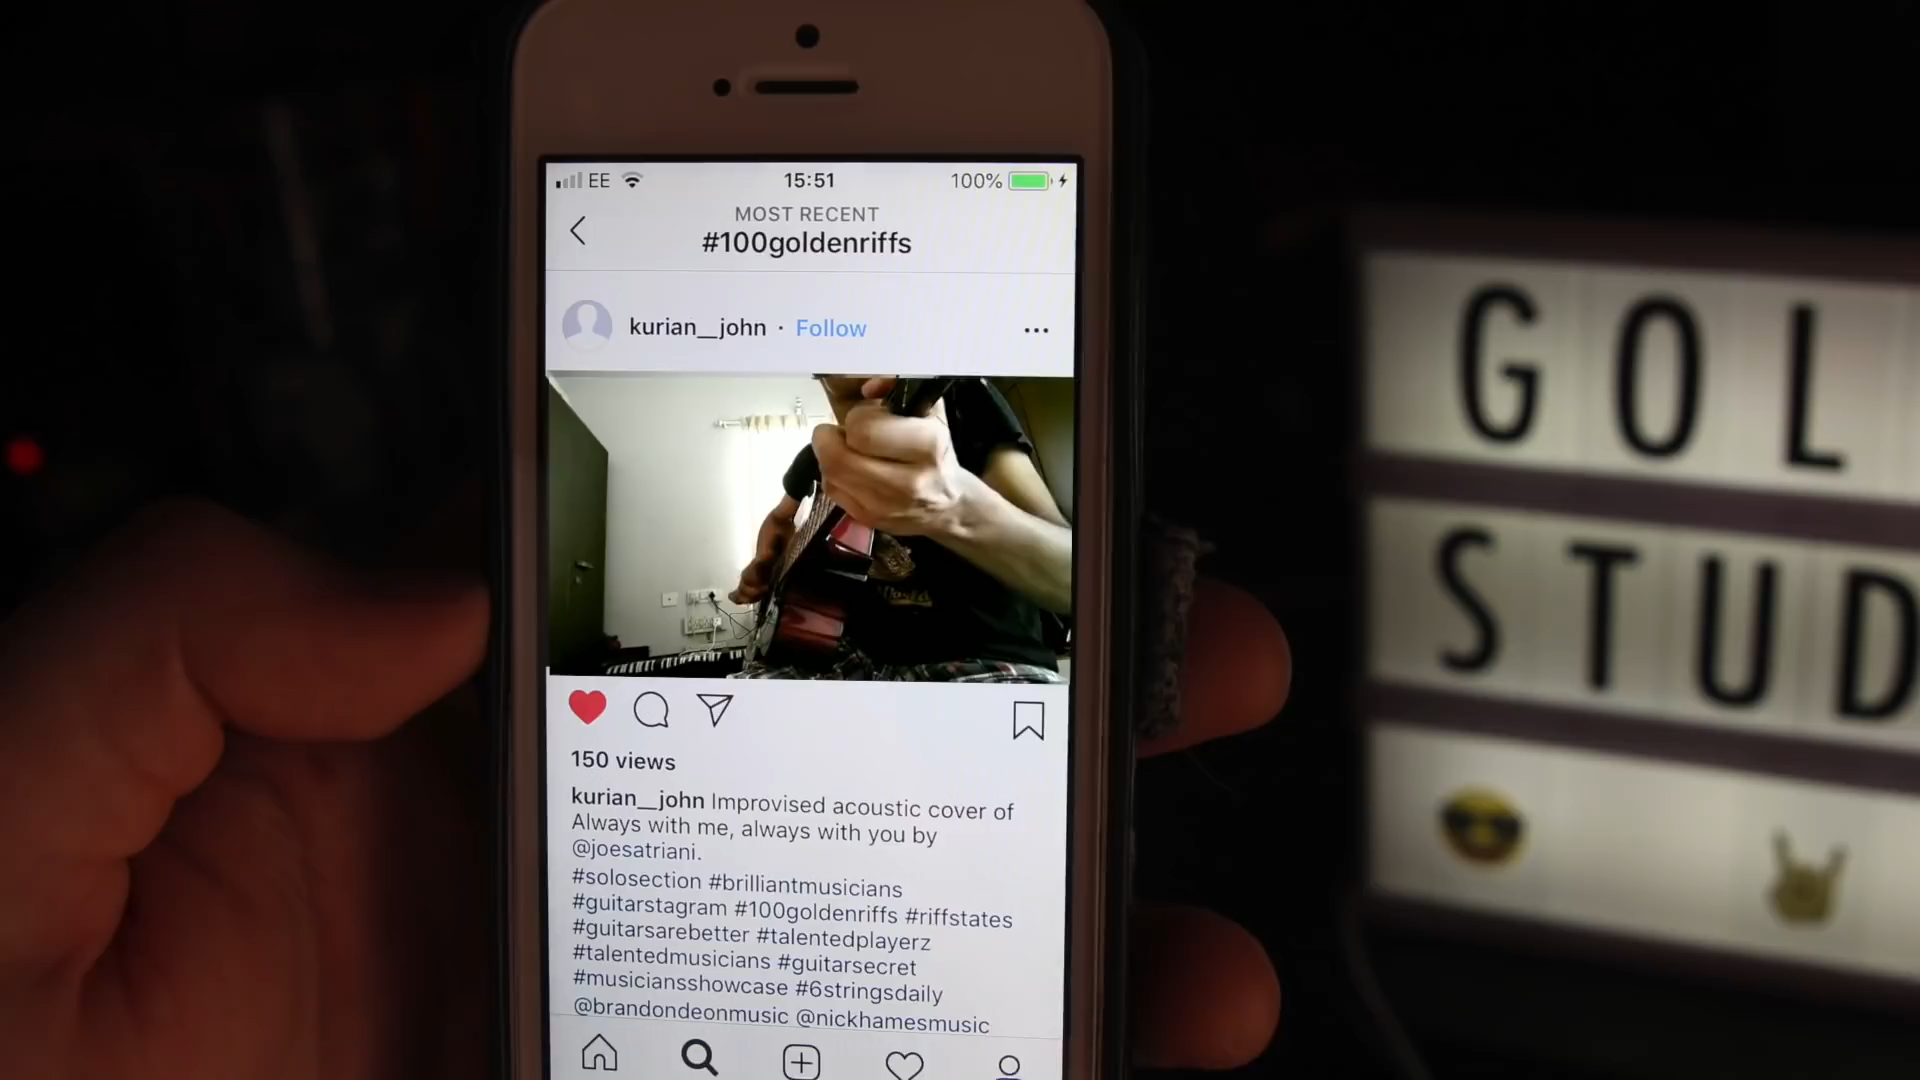 EE 15:51 100%
MOST RECENT
#100goldenriffs
kurian__john · Follow
150 views
kurian__john Improvised acoustic cover of
Always with me, always with you by
@joesatriani.
#solosection #brilliantmusicians
#guitarstagram #100goldenriffs #riffstates
#guitarsarebetter #talentedplayerz
#talentedmusicians #guitarsecret
#musiciansshowcase #6stringsdaily
@brandondeonmusic @nickhamesmusic
GOL
STUD